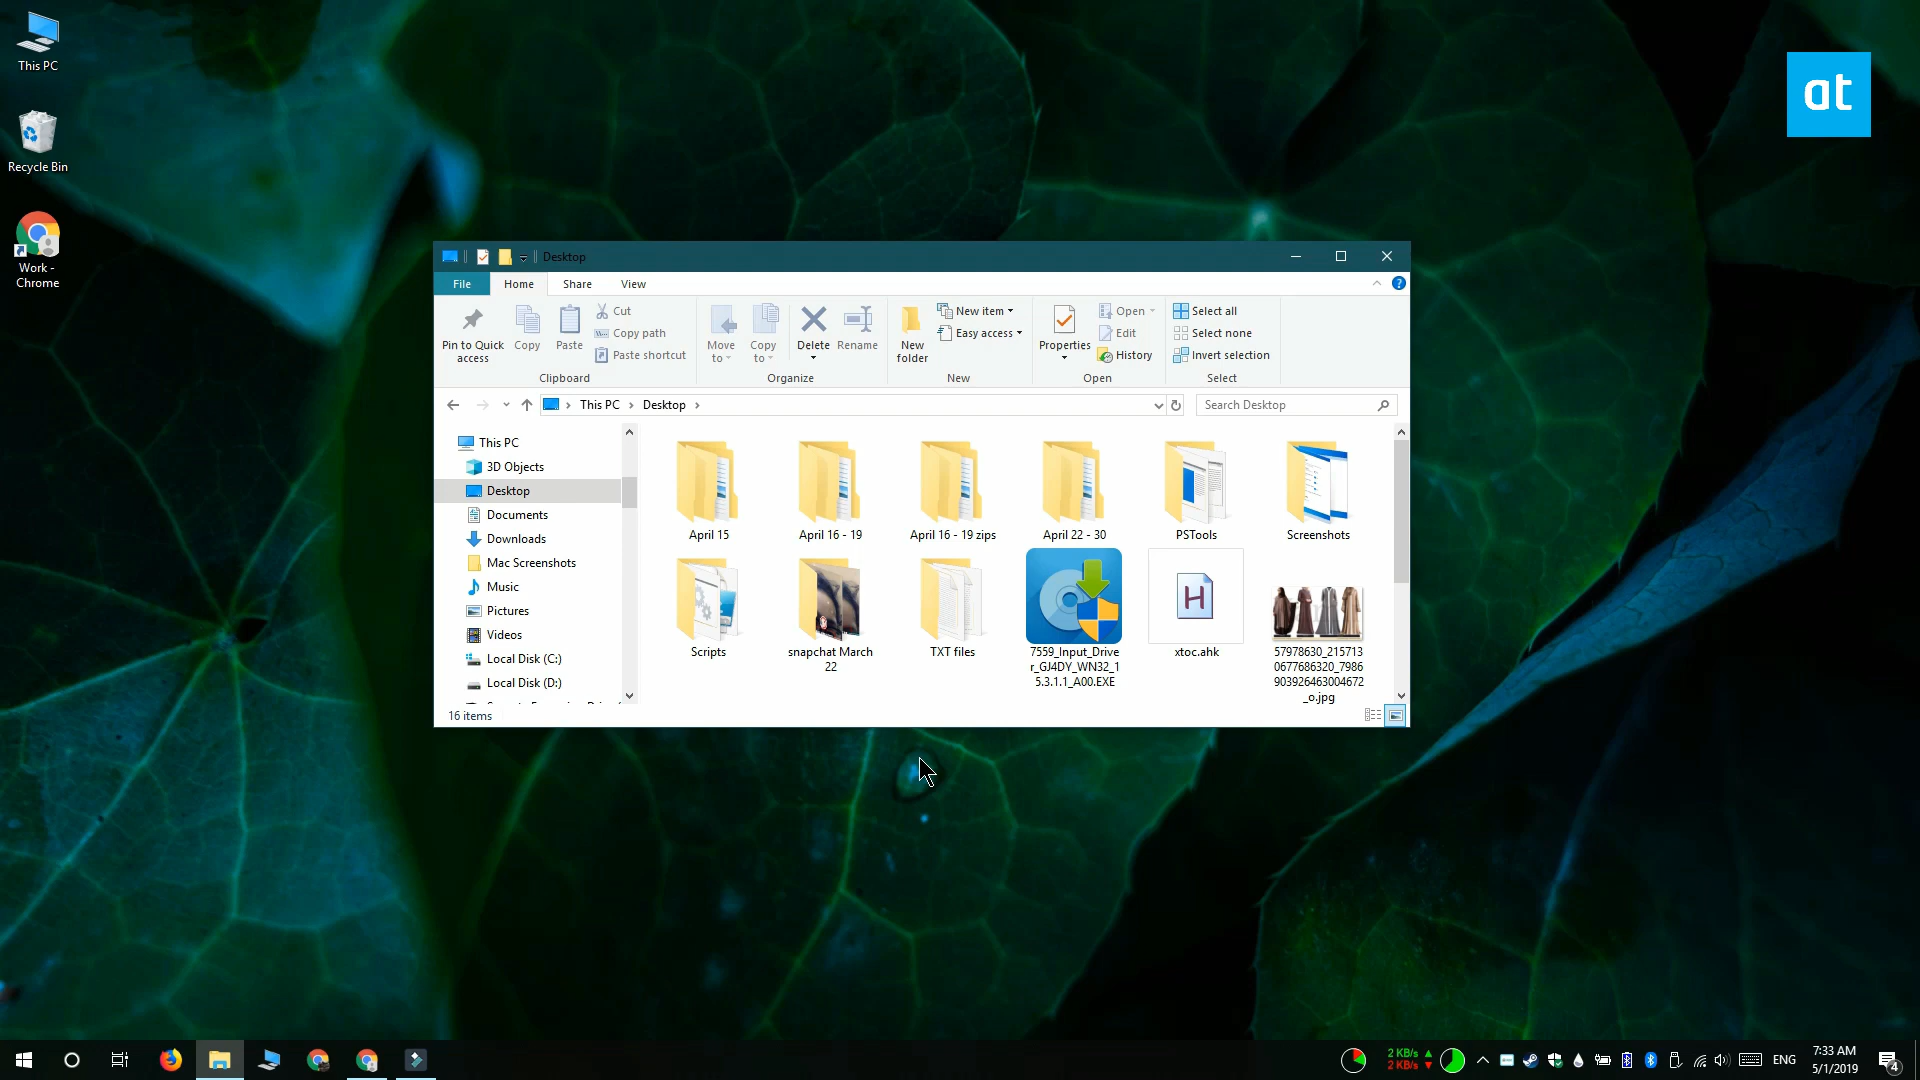 This PC
Recycle Bin
Work -
Chrome
at
Desktop
File Home Share View
Pin to Quick
access
Copy
Paste
Cut
Copy path
Paste shortcut
Clipboard
Move
to
Copy
to
Delete
Rename
Organize
New
folder
New item
Easy access
New
Properties
Open
Edit
History
Open
Select all
Select none
Invert selection
Select
This PC Desktop
Search Desktop
This PC
3D Objects
Desktop
Documents
Downloads
Mac Screenshots
Music
Pictures
Videos
Local Disk (C:)
Local Disk (D:)
April 15
April 16 - 19
April 16 - 19 zips
April 22 - 30
PSTools
Screenshots
Scripts
snapchat March
22
TXT files
7559_Input_Drive
r_GJ4DY_WN32_1
5.3.1.1_A00.EXE
H
xtoc.ahk
57978630_215713
0677686320_7986
903926463004672
_o.jpg
16 items
2 KB/s
2 KB/s
ENG
7:33 AM
5/1/2019
4